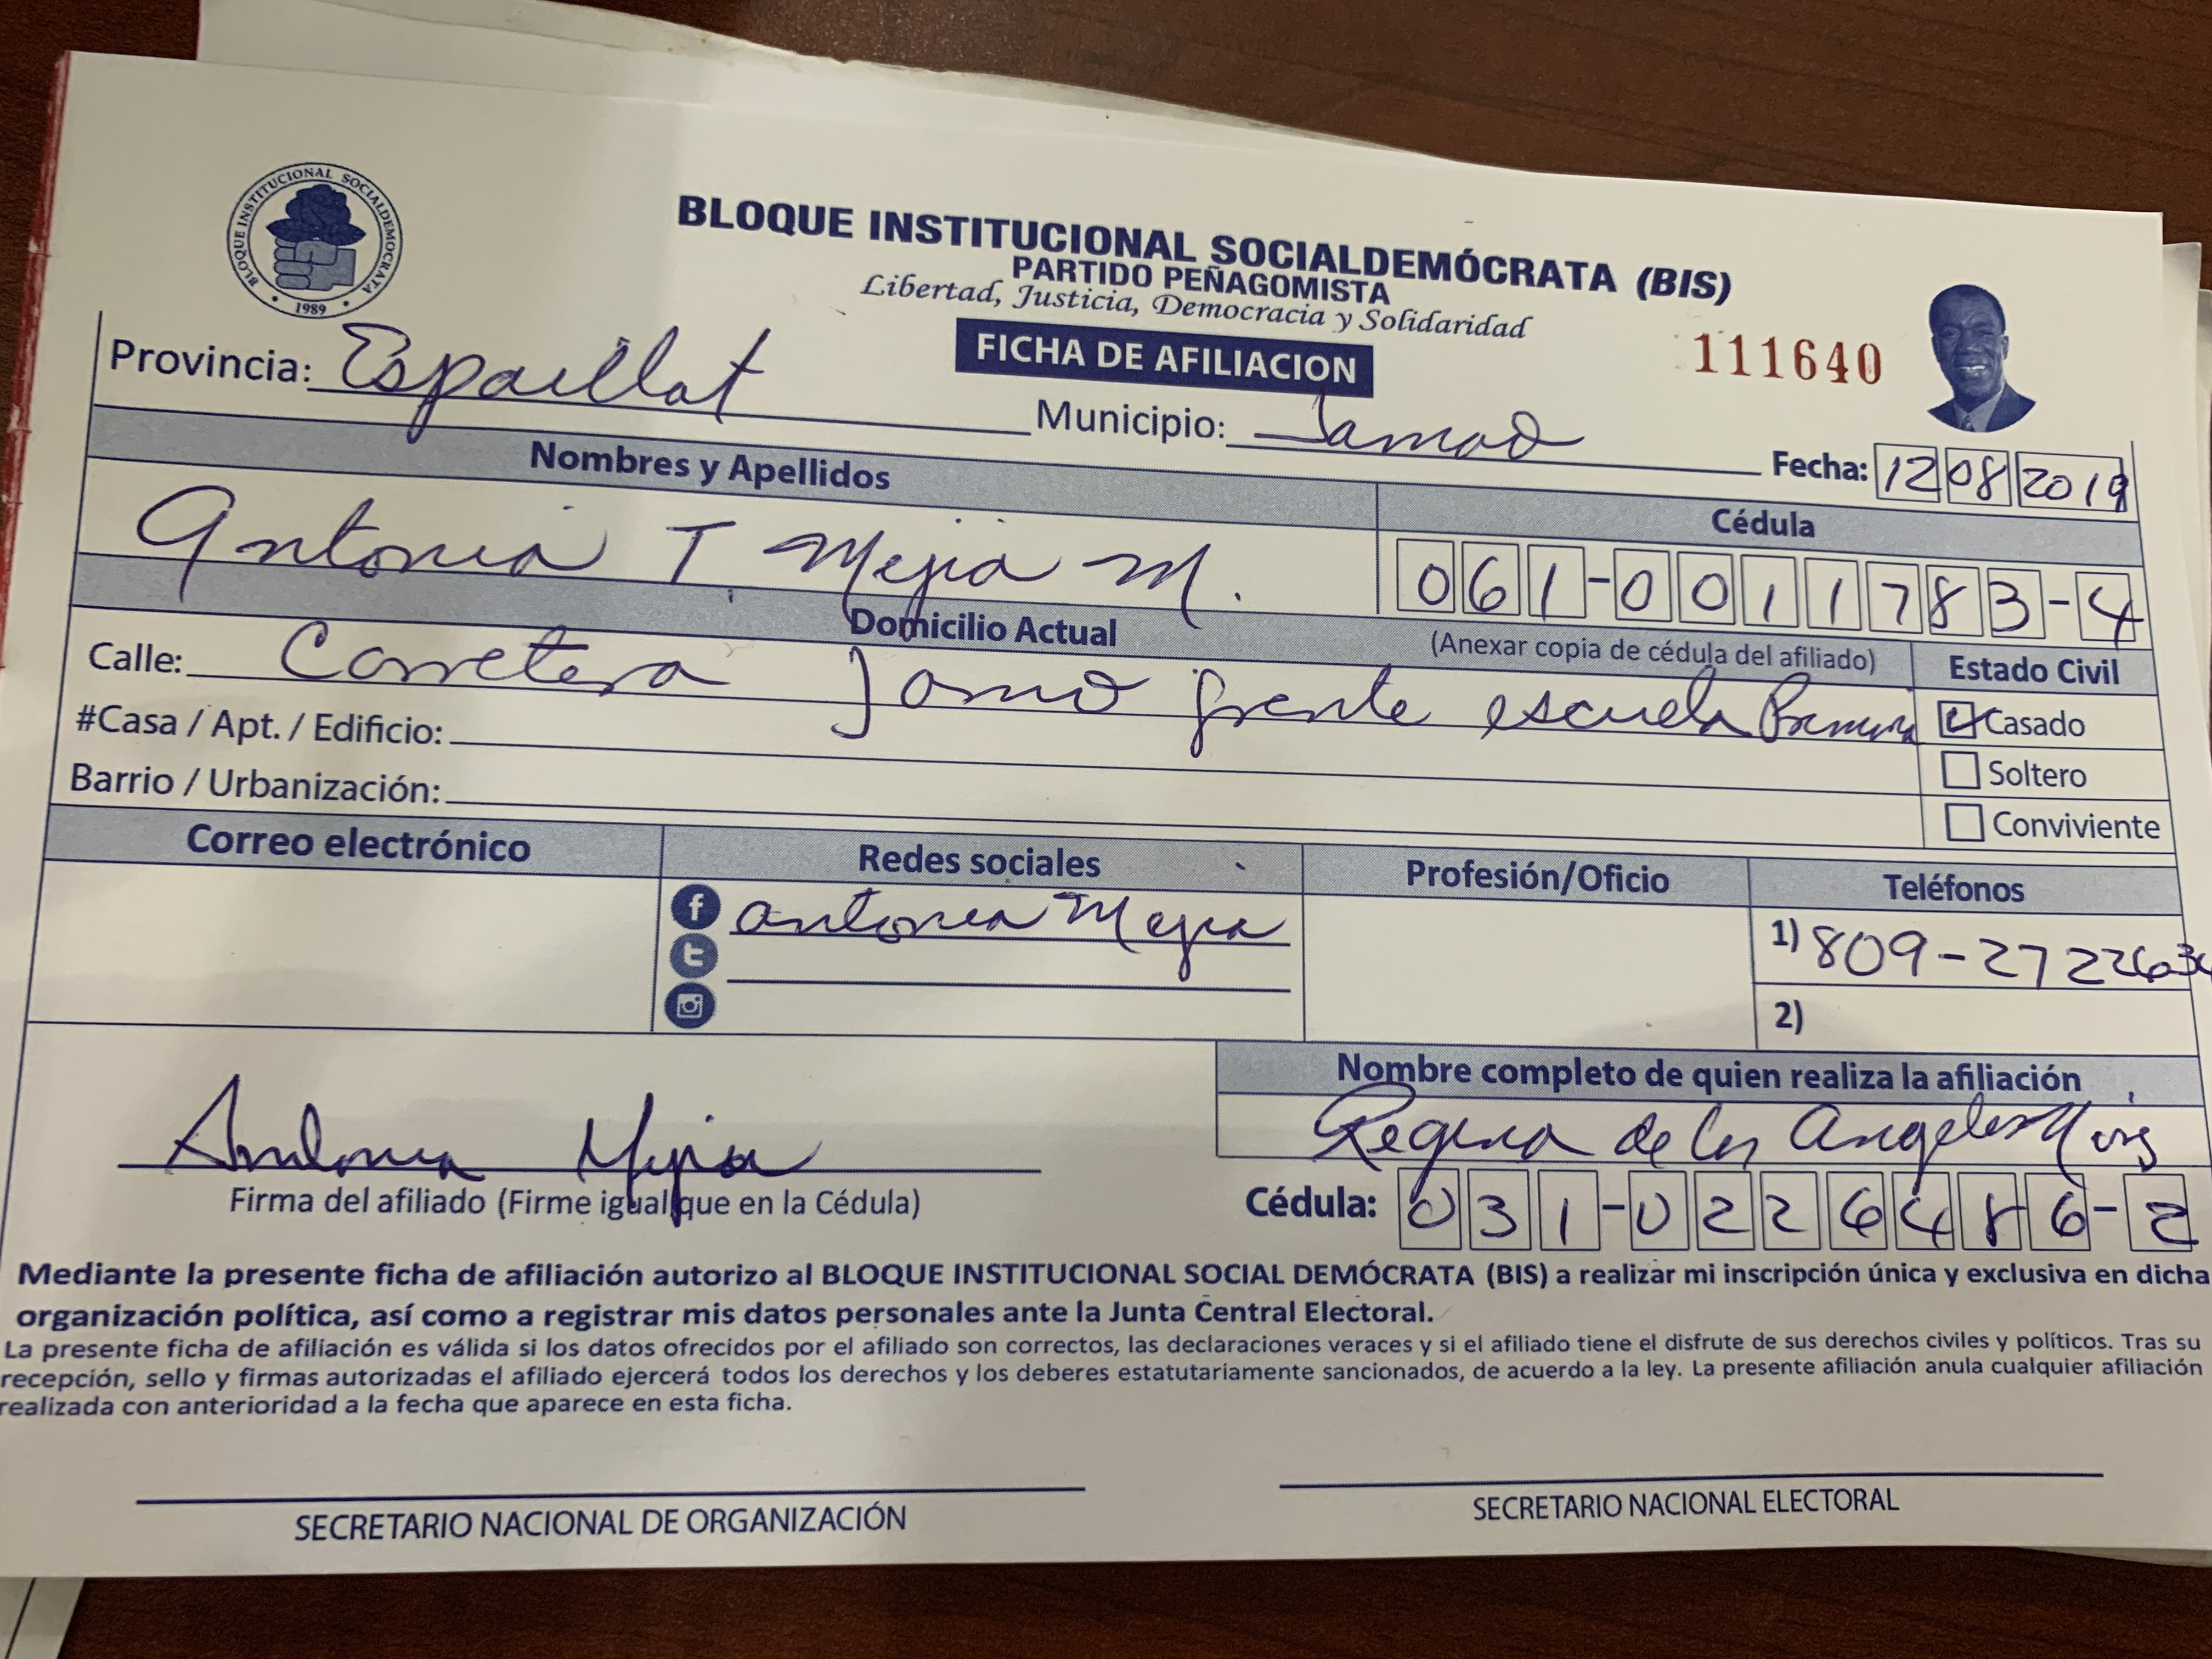 BLOQUE INSTITUCIONAL SOCIALDEMOCRATA
1989
BLOQUE INSTITUCIONAL SOCIALDEMÓCRATA (BIS)
PARTIDO PEÑAGOMISTA
Libertad, Justicia, Democracia y Solidaridad
FICHA DE AFILIACION
111640
Provincia: Espaillat Municipio: Jamao Fecha: 12 08 2019
Nombres y Apellidos Cédula
Antonia T. Mejia M. 061-0011783-4
Domicilio Actual (Anexar copia de cédula del afiliado) Estado Civil
Calle: Carretera Jamao frente escuela Casado
#Casa / Apt. / Edificio: Soltero
Barrio / Urbanización: Conviviente
Correo electrónico Redes sociales Profesión/Oficio Teléfonos
antonia Mejia 1) 809-272263
2)
Nombre completo de quien realiza la afiliación
Regina de los Angeles
Antonia Mejia
Firma del afiliado (Firme igual que en la Cédula) Cédula: 031-0226486-2
Mediante la presente ficha de afiliación autorizo al BLOQUE INSTITUCIONAL SOCIAL DEMÓCRATA (BIS) a realizar mi inscripción única y exclusiva en dicha
organización política, así como a registrar mis datos personales ante la Junta Central Electoral.
La presente ficha de afiliación es válida si los datos ofrecidos por el afiliado son correctos, las declaraciones veraces y si el afiliado tiene el disfrute de sus derechos civiles y políticos. Tras su
recepción, sello y firmas autorizadas el afiliado ejercerá todos los derechos y los deberes estatutariamente sancionados, de acuerdo a la ley. La presente afiliación anula cualquier afiliación
realizada con anterioridad a la fecha que aparece en esta ficha.
SECRETARIO NACIONAL DE ORGANIZACIÓN SECRETARIO NACIONAL ELECTORAL